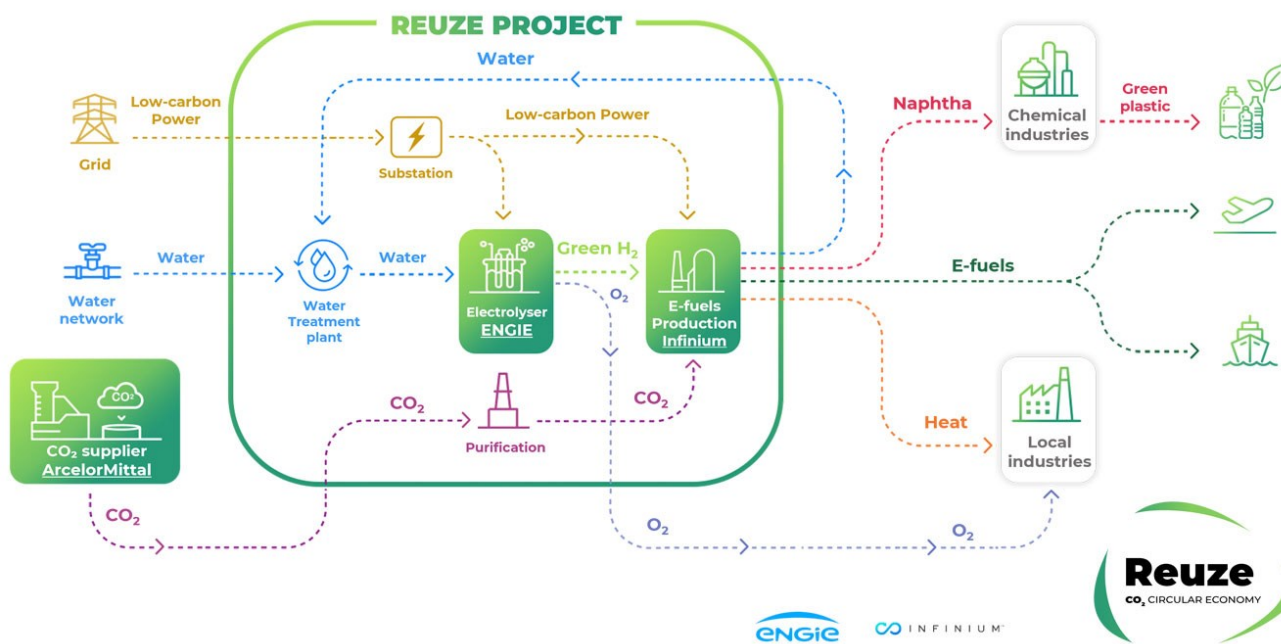 REUZE PROJECT
Water
Low-carbon
Power
Low-carbon Power
Grid
Substation
Naphtha
Chemical
industries
Green
plastic
Water
Water
network
Water
Treatment
plant
Water
Electrolyser
ENGIE
Green H₂
O₂
E-fuels
Production
Infinium
E-fuels
CO₂
CO₂ supplier
ArcelorMittal
CO₂
CO₂
Purification
CO₂
Heat
Local
industries
O₂
O₂
Reuze
CO₂ CIRCULAR ECONOMY
ENGIE
INFINIUM™